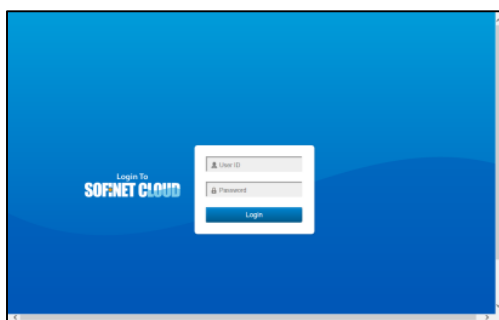 Login To
SOFINET CLOUD
User ID
Password
Login